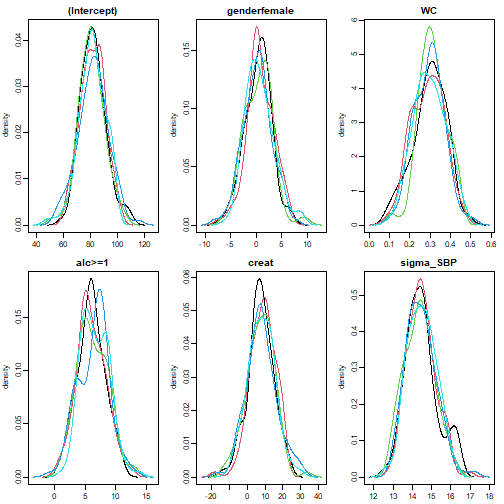 (Intercept)
genderfemale
WC
density
0.00 0.01 0.02 0.03 0.04
40 60 80 100 120
density
0.00 0.05 0.10 0.15
-10 -5 0 5 10
density
0 1 2 3 4 5 6
0.0 0.1 0.2 0.3 0.4 0.5 0.6
alc>=1
creat
sigma_SBP
density
0.00 0.05 0.10 0.15
0 5 10 15
density
0.00 0.01 0.02 0.03 0.04 0.05 0.06
-20 0 10 20 30 40
density
0.0 0.1 0.2 0.3 0.4 0.5
12 13 14 15 16 17 18